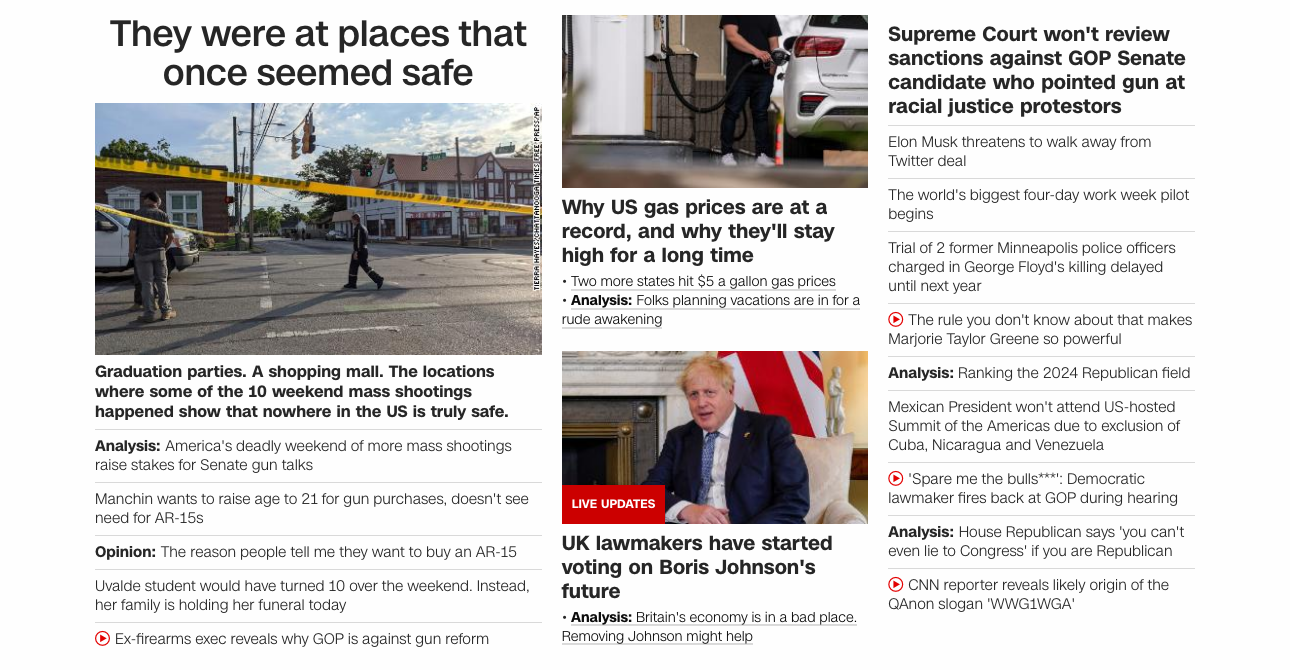 They were at places that
once seemed safe
TIERRA HAYES/CHATTANOOGA TIMES FREE PRESS/AP
Graduation parties. A shopping mall. The locations
where some of the 10 weekend mass shootings
happened show that nowhere in the US is truly safe.
Analysis: America's deadly weekend of more mass shootings
raise stakes for Senate gun talks
Manchin wants to raise age to 21 for gun purchases, doesn't see
need for AR-15s
Opinion: The reason people tell me they want to buy an AR-15
Uvalde student would have turned 10 over the weekend. Instead,
her family is holding her funeral today
Ex-firearms exec reveals why GOP is against gun reform
Why US gas prices are at a
record, and why they'll stay
high for a long time
• Two more states hit $5 a gallon gas prices
• Analysis: Folks planning vacations are in for a
rude awakening
LIVE UPDATES
UK lawmakers have started
voting on Boris Johnson's
future
• Analysis: Britain's economy is in a bad place.
Removing Johnson might help
Supreme Court won't review
sanctions against GOP Senate
candidate who pointed gun at
racial justice protestors
Elon Musk threatens to walk away from
Twitter deal
The world's biggest four-day work week pilot
begins
Trial of 2 former Minneapolis police officers
charged in George Floyd's killing delayed
until next year
The rule you don't know about that makes
Marjorie Taylor Greene so powerful
Analysis: Ranking the 2024 Republican field
Mexican President won't attend US-hosted
Summit of the Americas due to exclusion of
Cuba, Nicaragua and Venezuela
'Spare me the bulls***': Democratic
lawmaker fires back at GOP during hearing
Analysis: House Republican says 'you can't
even lie to Congress' if you are Republican
CNN reporter reveals likely origin of the
QAnon slogan 'WWG1WGA'